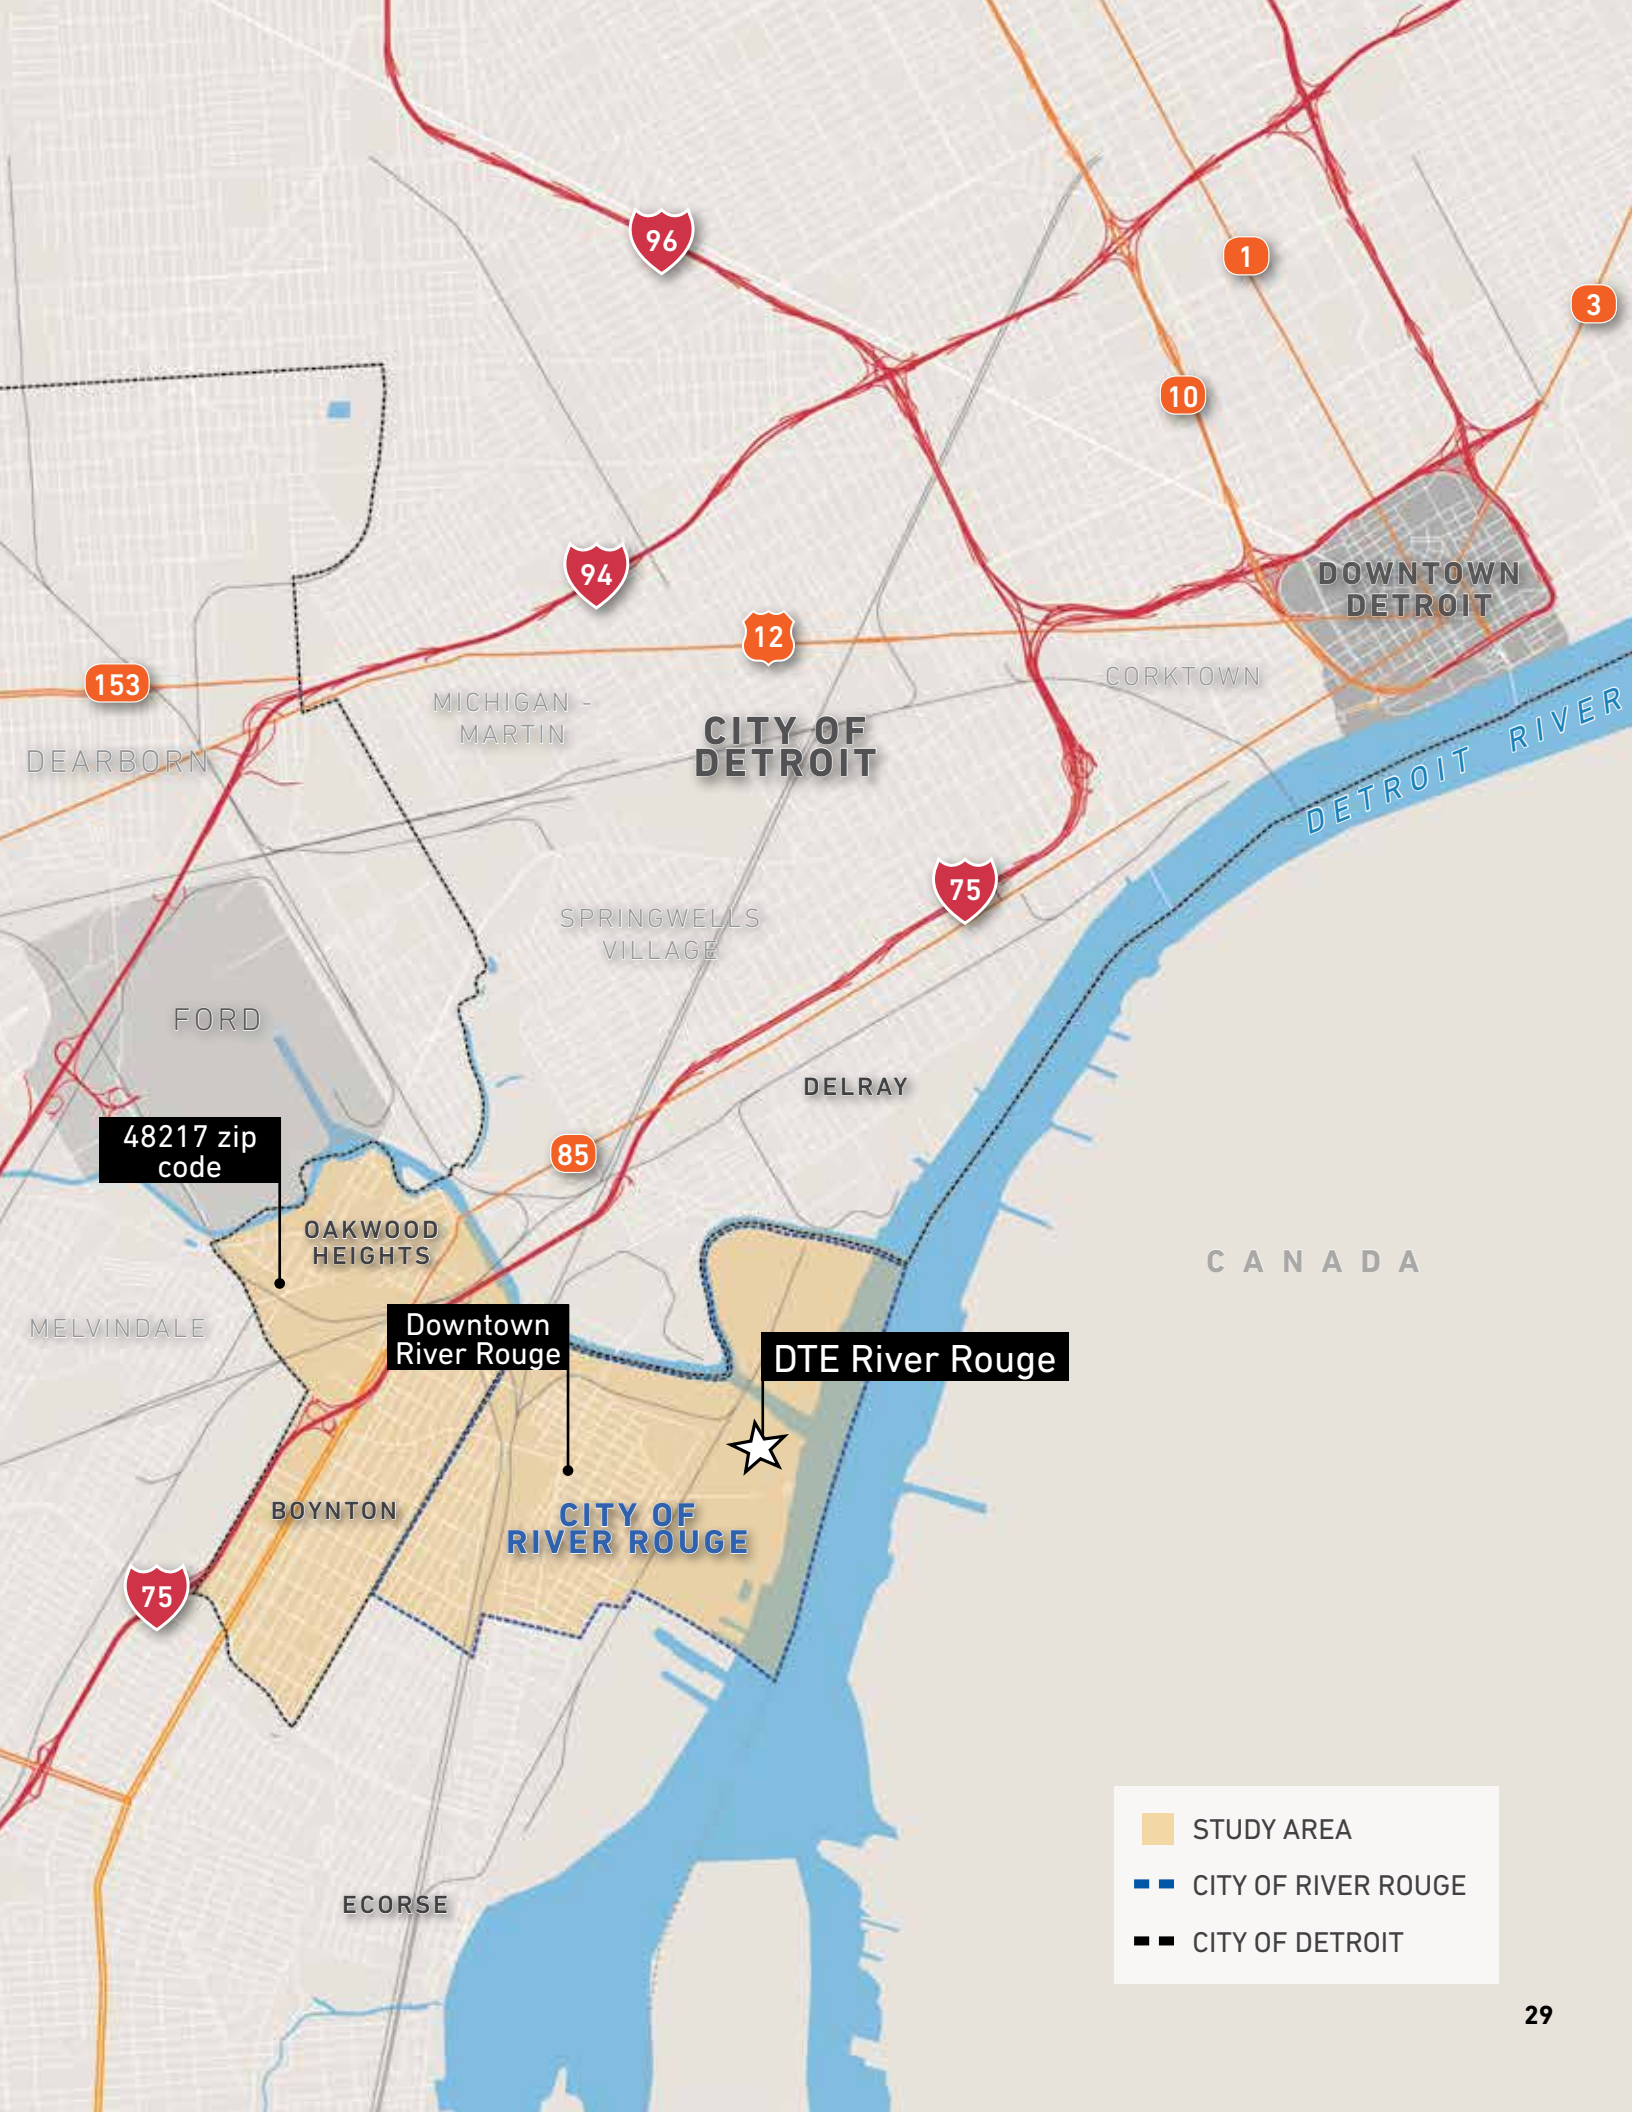 96
1
3
10
94
DOWNTOWN
DETROIT
12
153
CORKTOWN
MICHIGAN -
MARTIN
CITY OF
DETROIT
DEARBORN
DETROIT RIVER
75
SPRINGWELLS
VILLAGE
FORD
DELRAY
48217 zip
code
85
OAKWOOD
HEIGHTS
CANADA
MELVINDALE
Downtown
River Rouge
DTE River Rouge
BOYNTON
CITY OF
RIVER ROUGE
75
STUDY AREA
CITY OF RIVER ROUGE
CITY OF DETROIT
ECORSE
29